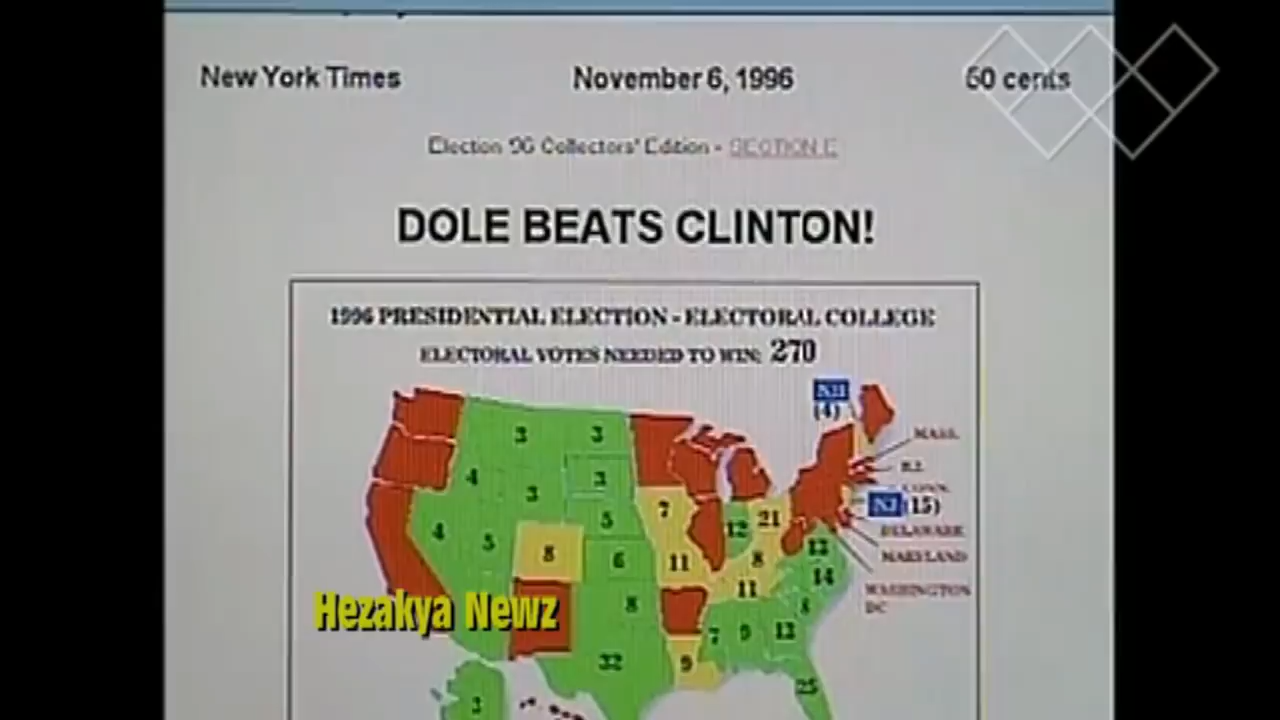 New York Times November 6, 1996 60 cents
Election '96 Collectors' Edition - SECTION E
DOLE BEATS CLINTON!
1996 PRESIDENTIAL ELECTION - ELECTORAL COLLEGE
ELECTORAL VOTES NEEDED TO WIN: 270
NH
(4)
3 3
MASS.
4 3 3
R.I.
CONN.
7
NJ (15)
5
12 21
4 5 8 6 11 8
DELAWARE
13
MARYLAND
11 14
WASHINGTON
DC
Hezakya Newz
8 8
7 9 13
32 9
25
3